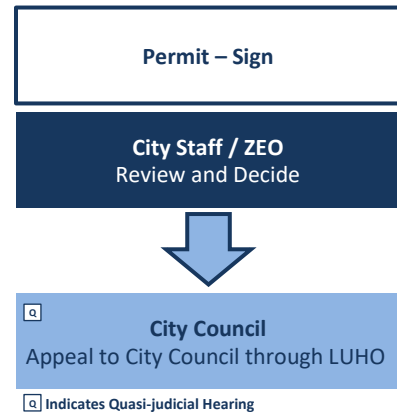 Permit – Sign
City Staff / ZEO
Review and Decide
Q
City Council
Appeal to City Council through LUHO
Q Indicates Quasi-judicial Hearing